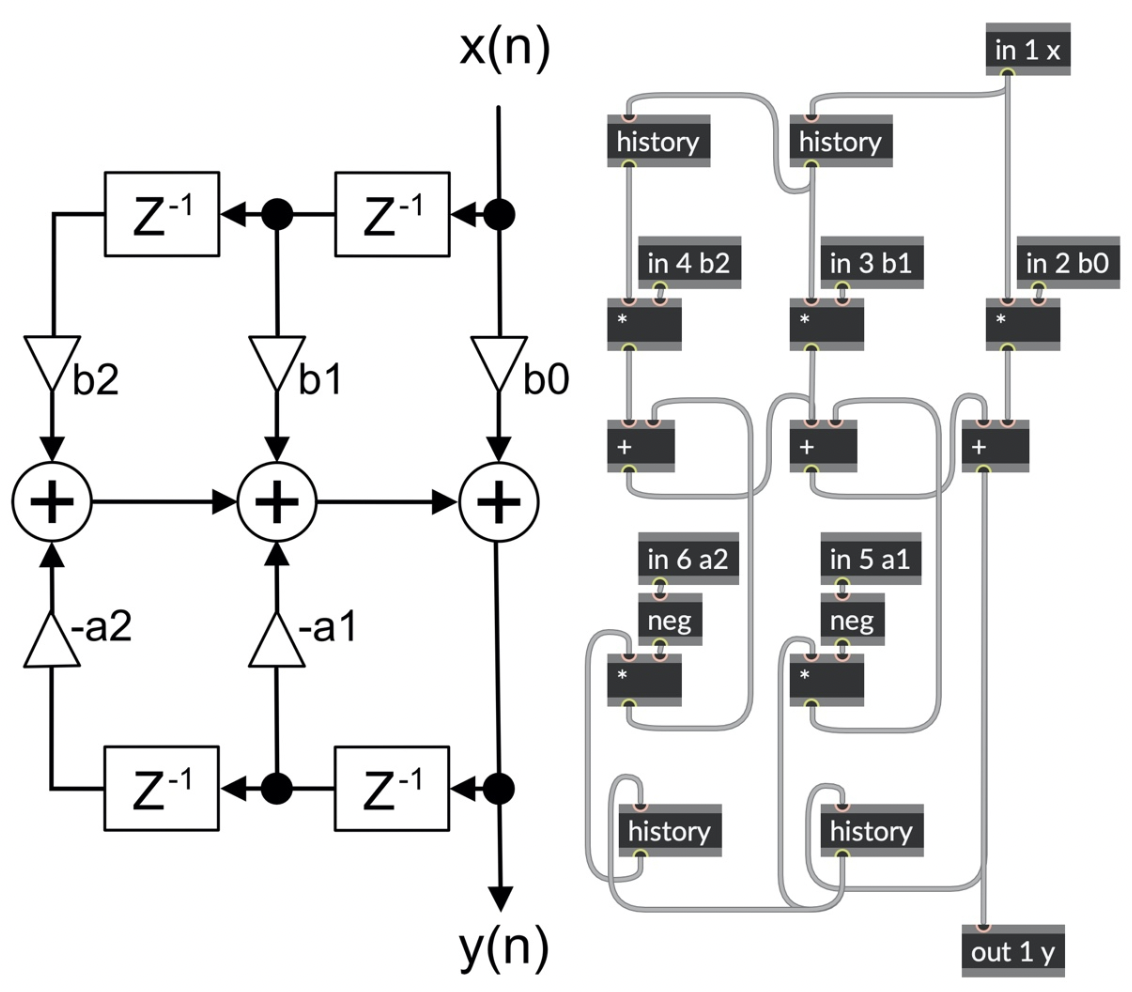 x(n)
Z-1
Z-1
b2
b1
b0
+
+
+
-a2
-a1
Z-1
Z-1
y(n)
in 1 x
history
history
in 4 b2
in 3 b1
in 2 b0
*
*
*
+
+
+
in 6 a2
in 5 a1
neg
neg
*
*
history
history
out 1 y